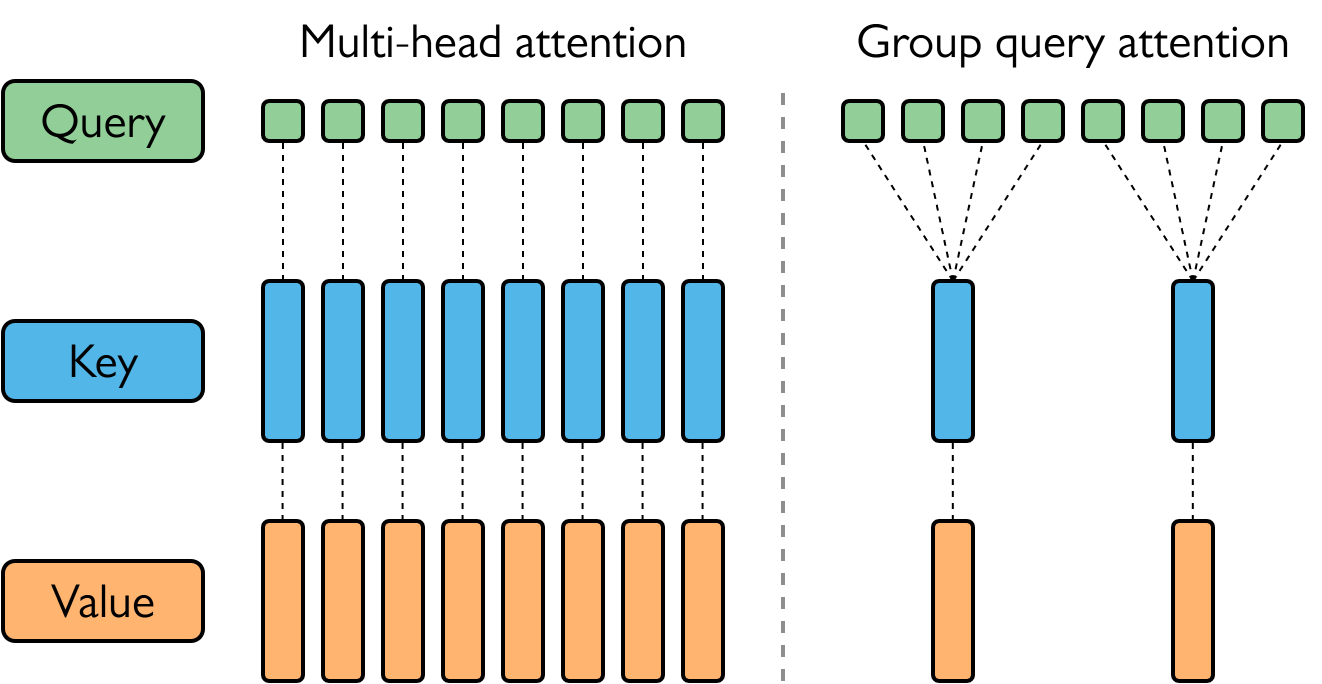 Multi-head attention
Group query attention
Query
Key
Value